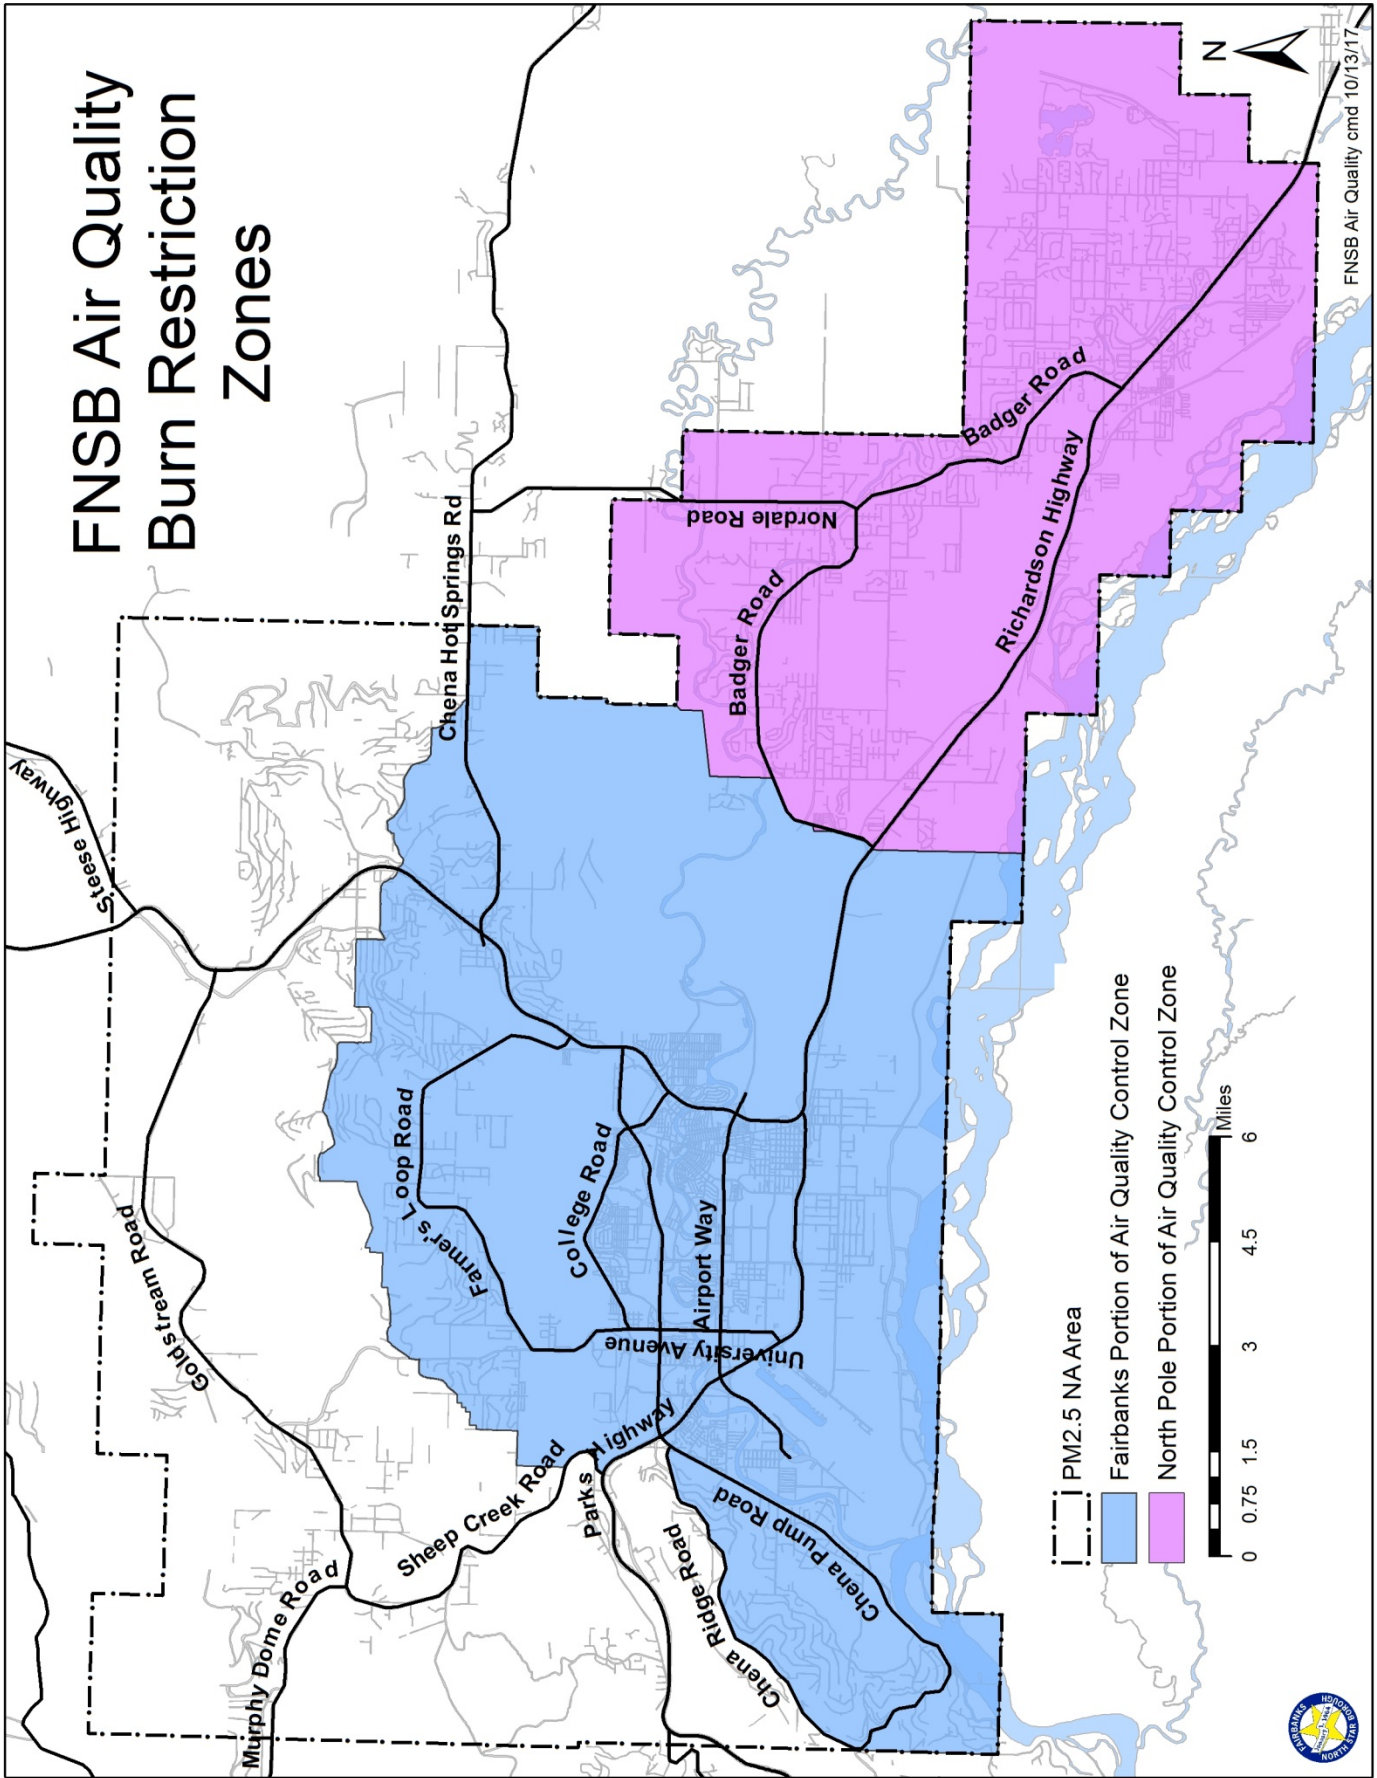 FNSB Air Quality
Burn Restriction
Zones
Steese Highway
Chena Hot Springs Rd
Goldstream Road
Murphy Dome Road
Sheep Creek Road
Farmer's Loop Road
College Road
Airport Way
University Avenue
Parks Highway
Chena Ridge Road
Chena Pump Road
Nordale Road
Badger Road
Badger Road
Richardson Highway
PM2.5 NA Area
Fairbanks Portion of Air Quality Control Zone
North Pole Portion of Air Quality Control Zone
0 0.75 1.5 3 4.5 6
Miles
N
FNSB Air Quality cmd 10/13/17
FAIRBANKS
NORTH STAR BOROUGH